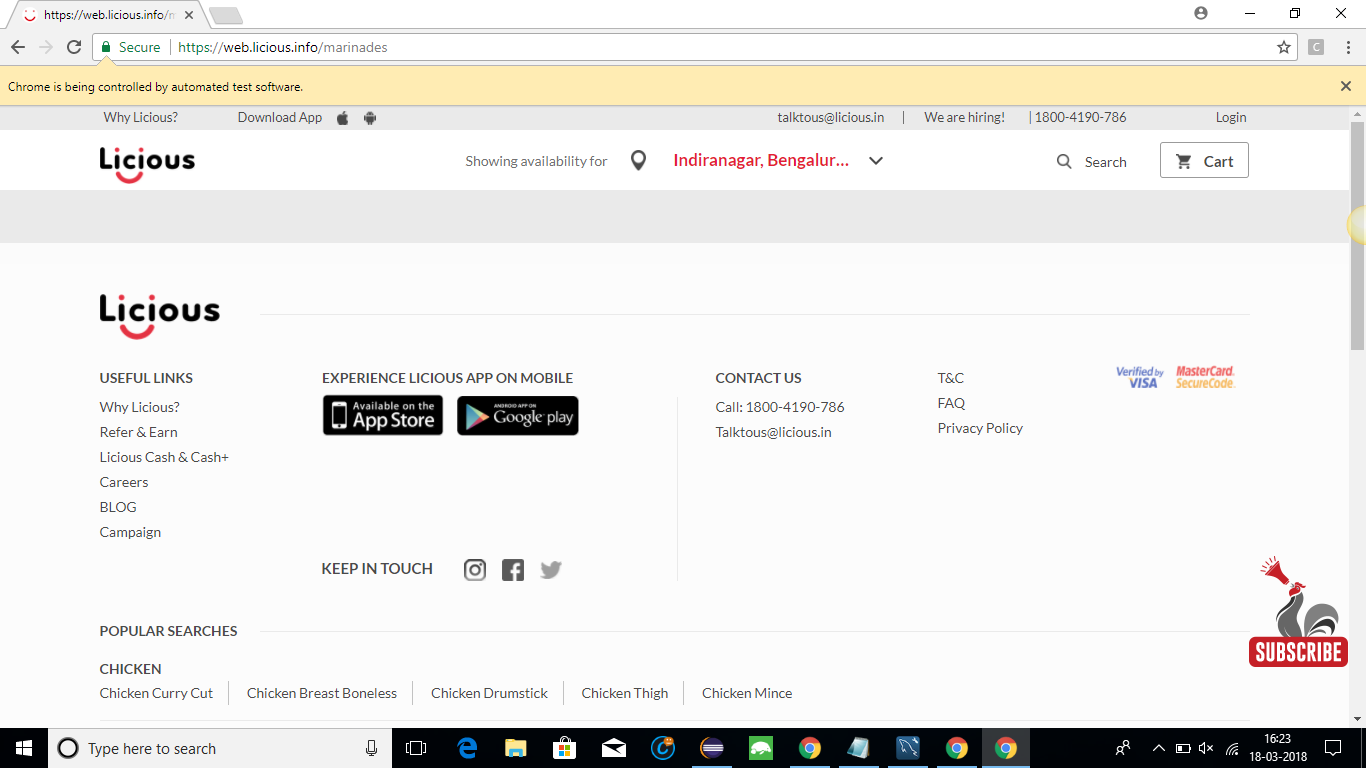 https://web.licious.info/m
Secure https://web.licious.info/marinades C
Chrome is being controlled by automated test software.
Why Licious? Download App talktous@licious.in | We are hiring! | 1800-4190-786 Login
Licious Showing availability for Indiranagar, Bengalur... Search Cart
Licious
USEFUL LINKS
Why Licious?
Refer & Earn
Licious Cash & Cash+
Careers
BLOG
Campaign
EXPERIENCE LICIOUS APP ON MOBILE
Available on the
App Store
ANDROID APP ON
Google play
KEEP IN TOUCH
CONTACT US
Call: 1800-4190-786
Talktous@licious.in
T&C
FAQ
Privacy Policy
Verified by
VISA
MasterCard.
SecureCode.
SUBSCRIBE
POPULAR SEARCHES
CHICKEN
Chicken Curry Cut Chicken Breast Boneless Chicken Drumstick Chicken Thigh Chicken Mince
Type here to search
16:23
18-03-2018